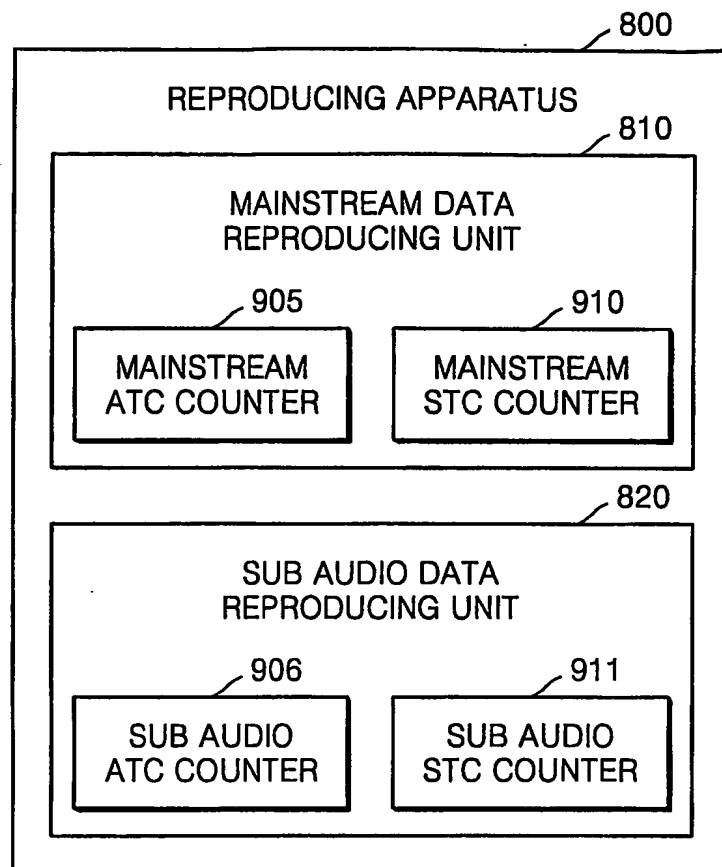 800
REPRODUCING APPARATUS
810
MAINSTREAM DATA
REPRODUCING UNIT
905
910
MAINSTREAM
ATC COUNTER
MAINSTREAM
STC COUNTER
820
SUB AUDIO DATA
REPRODUCING UNIT
906
911
SUB AUDIO
ATC COUNTER
SUB AUDIO
STC COUNTER